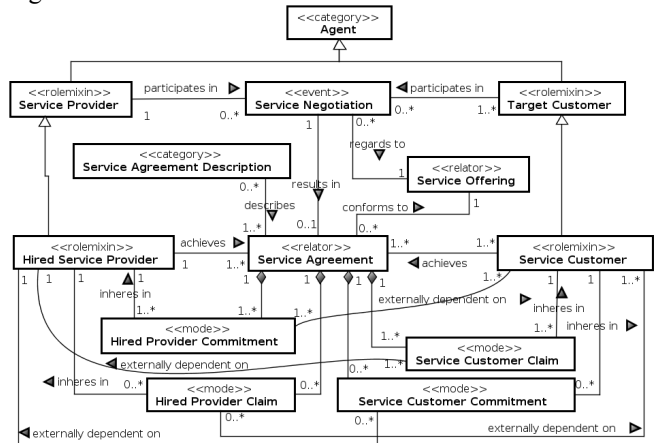 <<category>>
Agent
<<rolemixin>>
Service Provider
participates in
1
0..*
<<event>>
Service Negotiation
participates in
0..*
1..*
<<rolemixin>>
Target Customer
<<category>>
Service Agreement Description
0..*
describes
1..*
1
results in
0..1
0..*
regards to
1
<<relator>>
Service Offering
1
conforms to
0..*
<<rolemixin>>
Hired Service Provider
achieves
1
1..*
<<relator>>
Service Agreement
1..*
1..*
achieves
<<rolemixin>>
Service Customer
1
1
1
1
inheres in
1..*
1
1..*
<<mode>>
Hired Provider Commitment
1..*
externally dependent on
1..*
1
1
1
1
inheres in
1..*
1
1..*
inheres in
1..*
<<mode>>
Service Customer Claim
1..*
externally dependent on
inheres in
0..*
<<mode>>
Hired Provider Claim
0..*
0..*
<<mode>>
Service Customer Commitment
0..*
0..*
0..*
externally dependent on
externally dependent on